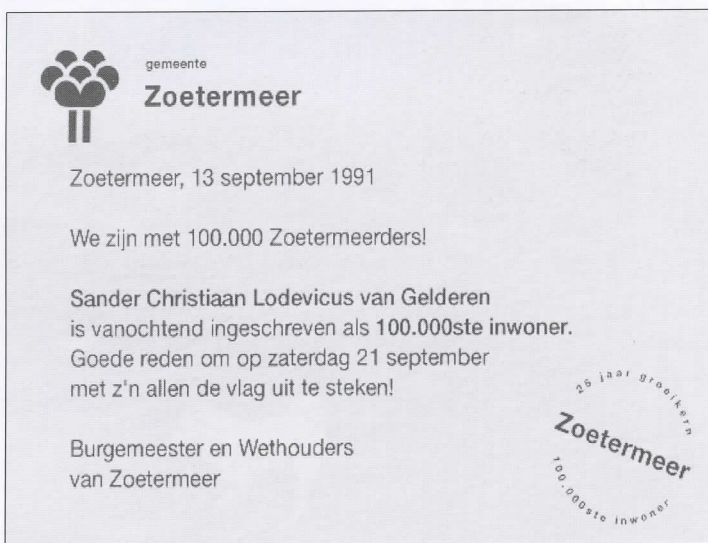 gemeente
Zoetermeer
Zoetermeer, 13 september 1991
We zijn met 100.000 Zoetermeerders!
Sander Christiaan Lodevicus van Gelderen
is vanochtend ingeschreven als 100.000ste inwoner.
Goede reden om op zaterdag 21 september
met z'n allen de vlag uit te steken!
Burgemeester en Wethouders
van Zoetermeer
25 jaar groeikern
Zoetermeer
100.000ste inwoner